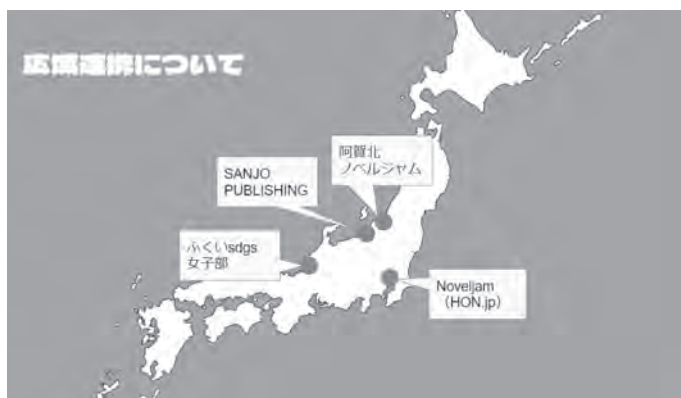 広域連携について
阿賀北
ノベルジャム
SANJO
PUBLISHING
ふくいsdgs
女子部
Noveljam
（HON.jp）